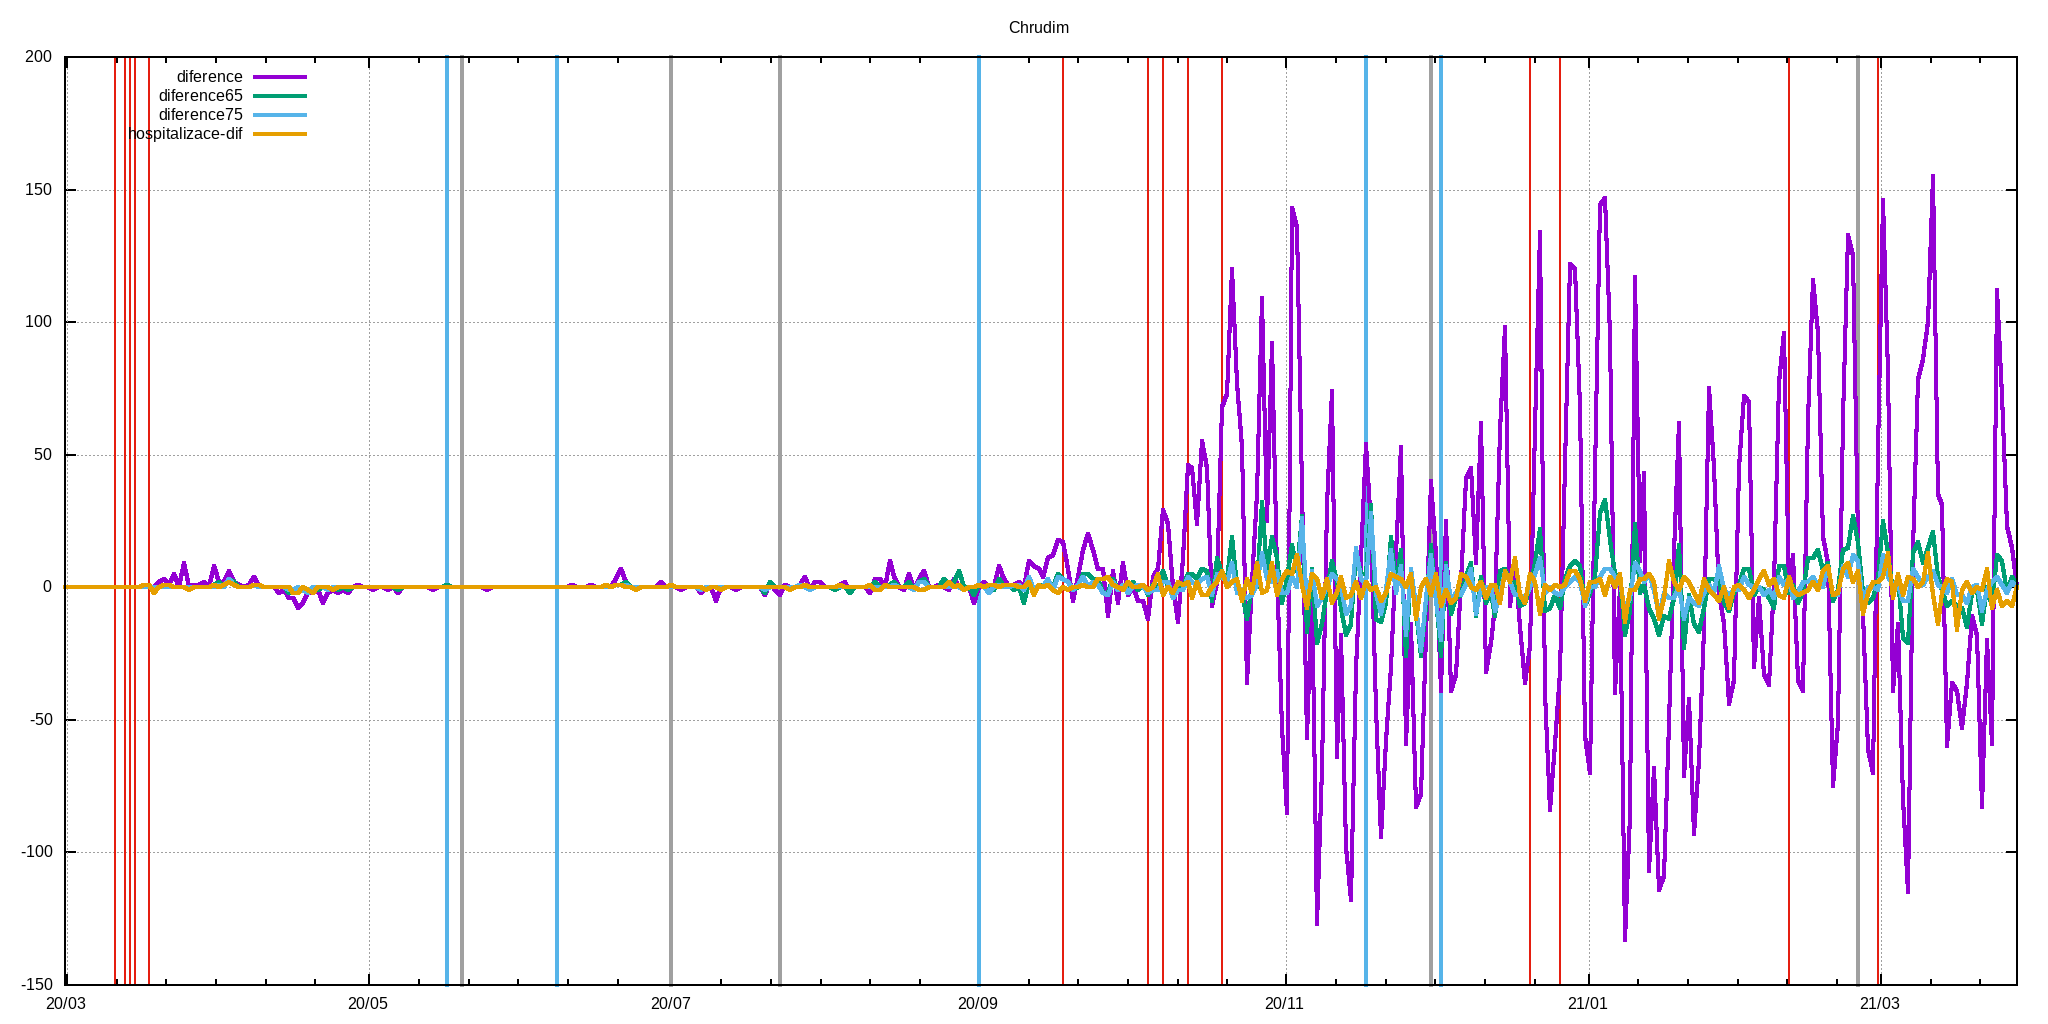 Chrudim
200
150
100
50
0
-50
-100
-150
diference
diference65
diference75
hospitalizace-dif
20/03 20/05 20/07 20/09 20/11 21/01 21/03